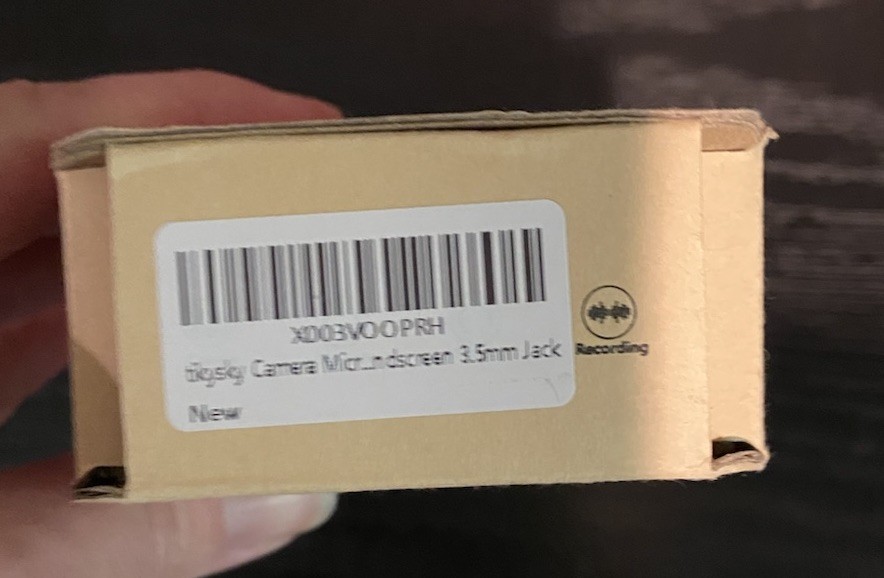 X003VOOPRH
Camera Micr...ndscreen 3.5mm Jack
New
Recording